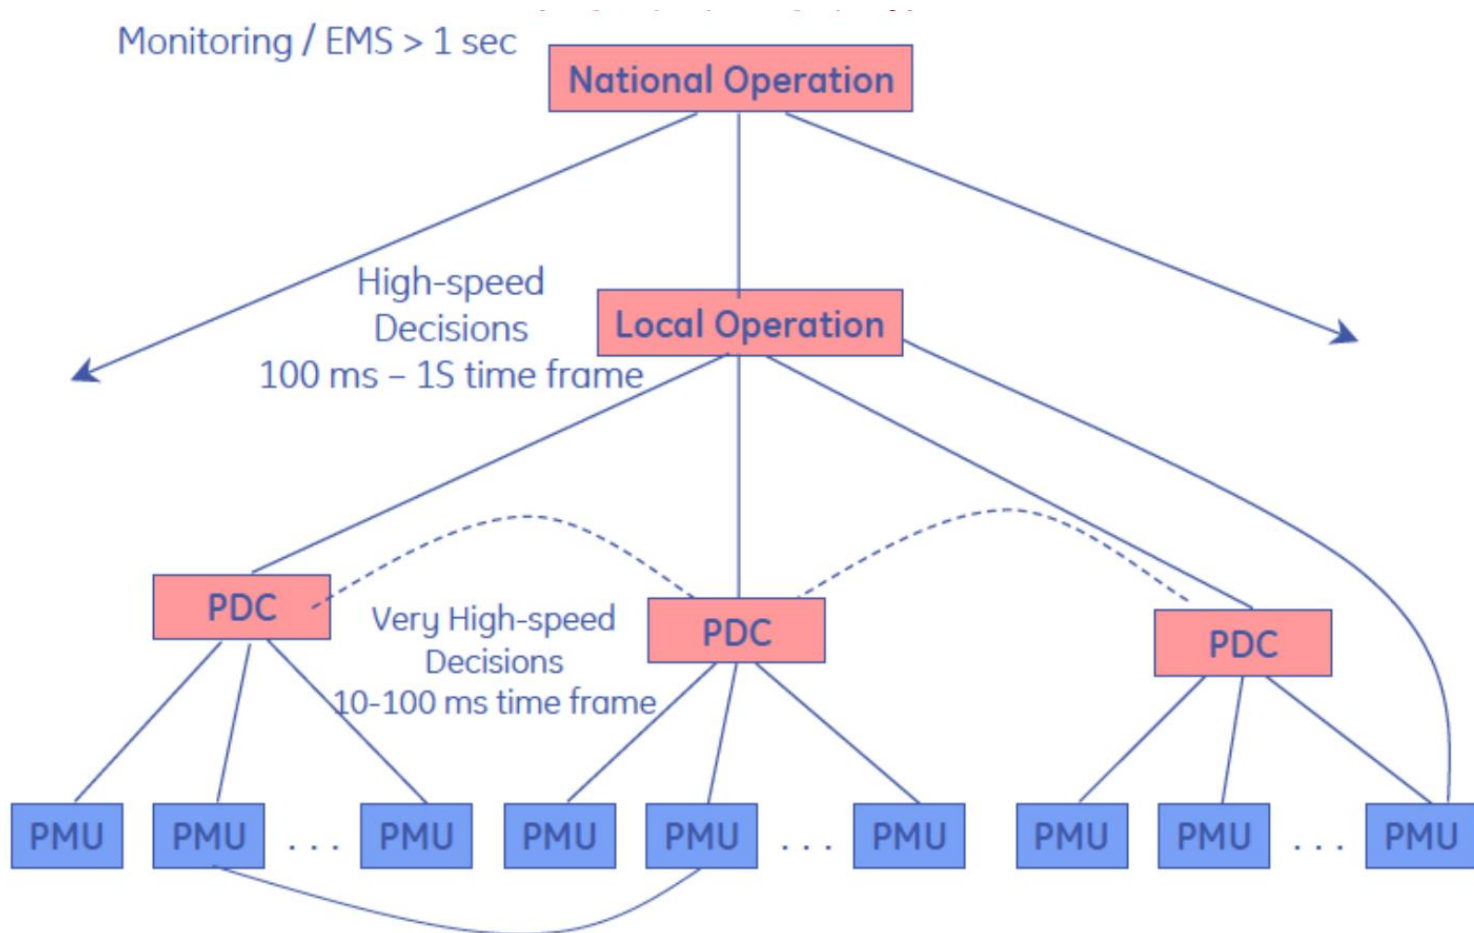 Monitoring / EMS > 1 sec
National Operation
High-speed
Decisions
100 ms – 1S time frame
Local Operation
PDC
Very High-speed
Decisions
10-100 ms time frame
PDC
PDC
PMU
PMU
. . .
PMU
PMU
PMU
. . .
PMU
PMU
PMU
. . .
PMU